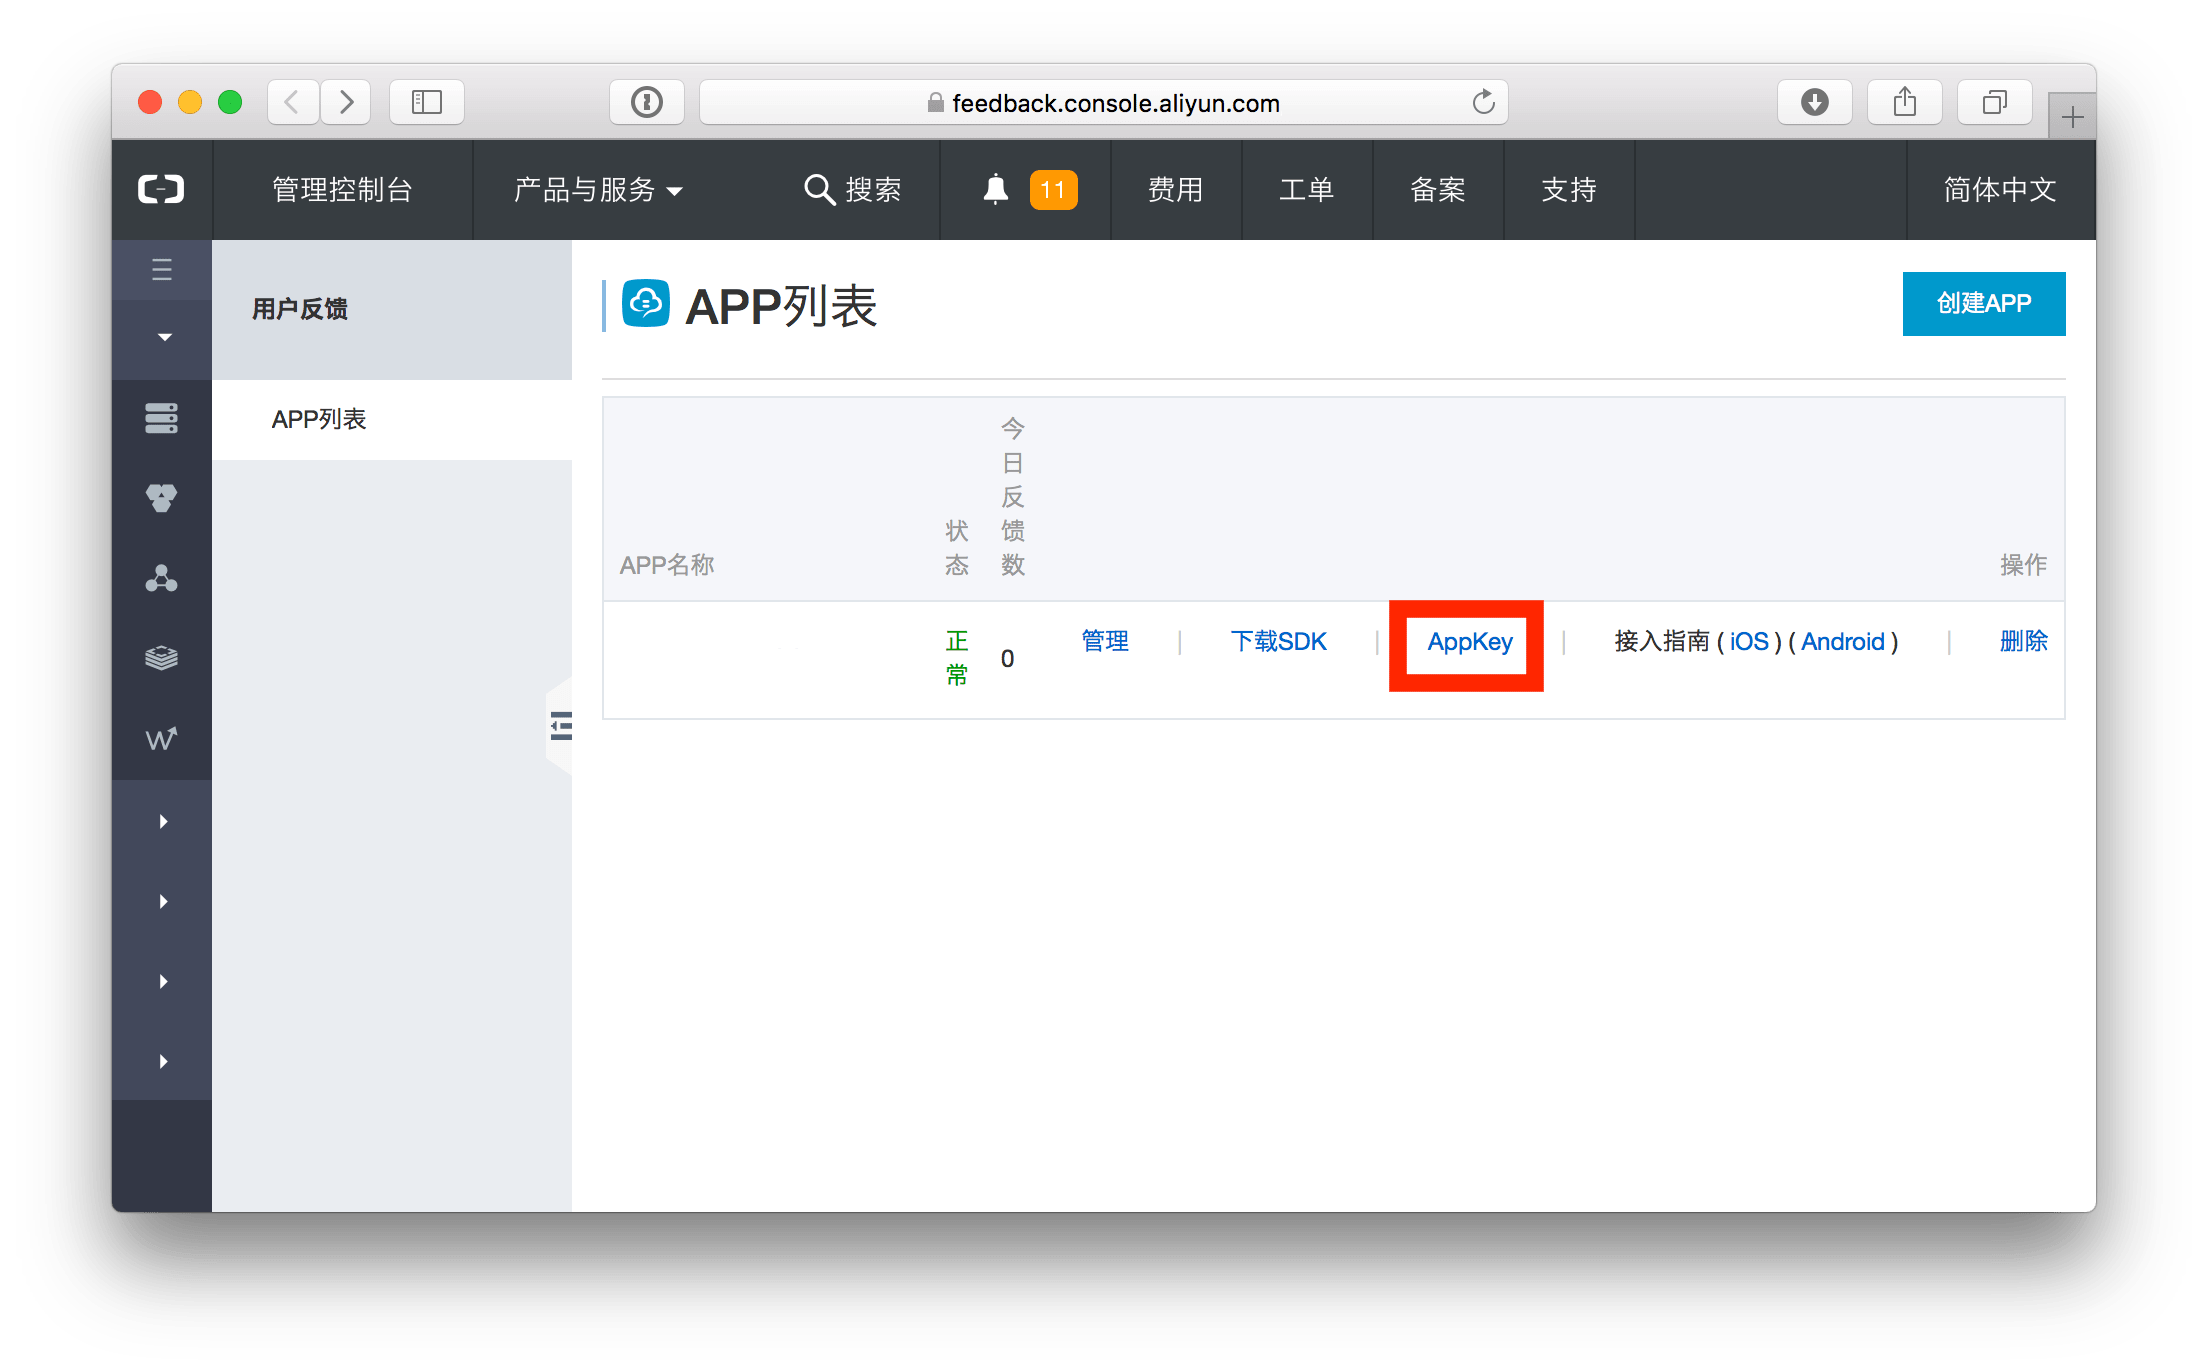 feedback.console.aliyun.com
管理控制台 产品与服务 搜索 11 费用 工单 备案 支持 简体中文
用户反馈
APP列表
APP列表
创建APP
APP名称 状态 今日反馈数 操作
正常 0 管理 | 下载SDK | AppKey | 接入指南 ( iOS ) ( Android ) | 删除